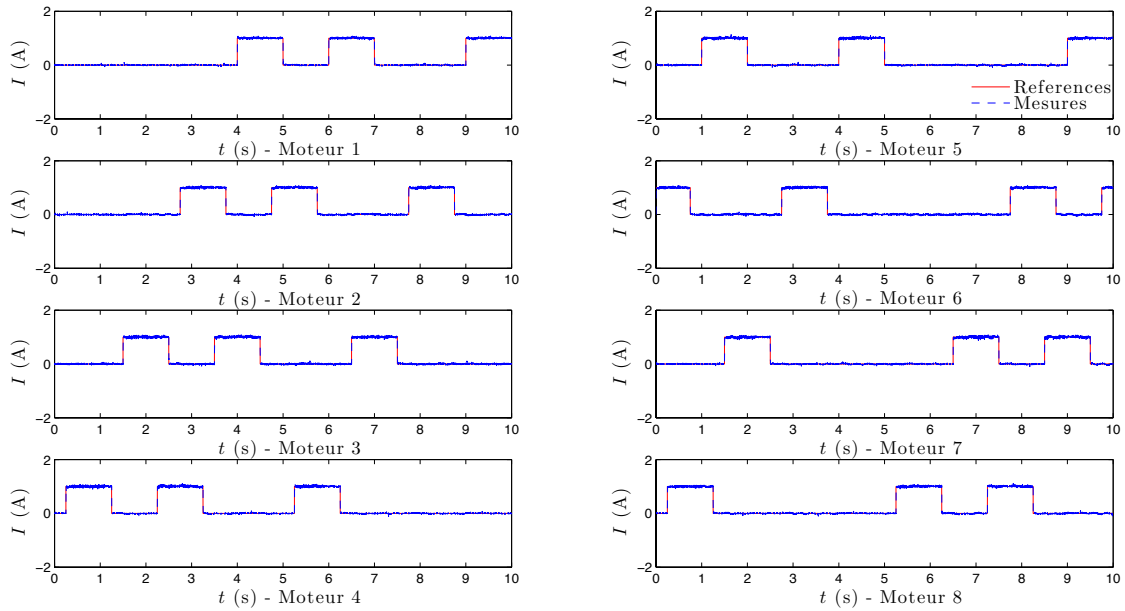 I (A)
2
0
−2
0 1 2 3 4 5 6 7 8 9 10
t (s) - Moteur 1
I (A)
2
0
−2
0 1 2 3 4 5 6 7 8 9 10
t (s) - Moteur 5
References
Mesures
I (A)
2
0
−2
0 1 2 3 4 5 6 7 8 9 10
t (s) - Moteur 2
I (A)
2
0
−2
0 1 2 3 4 5 6 7 8 9 10
t (s) - Moteur 6
I (A)
2
0
−2
0 1 2 3 4 5 6 7 8 9 10
t (s) - Moteur 3
I (A)
2
0
−2
0 1 2 3 4 5 6 7 8 9 10
t (s) - Moteur 7
I (A)
2
0
−2
0 1 2 3 4 5 6 7 8 9 10
t (s) - Moteur 4
I (A)
2
0
−2
0 1 2 3 4 5 6 7 8 9 10
t (s) - Moteur 8